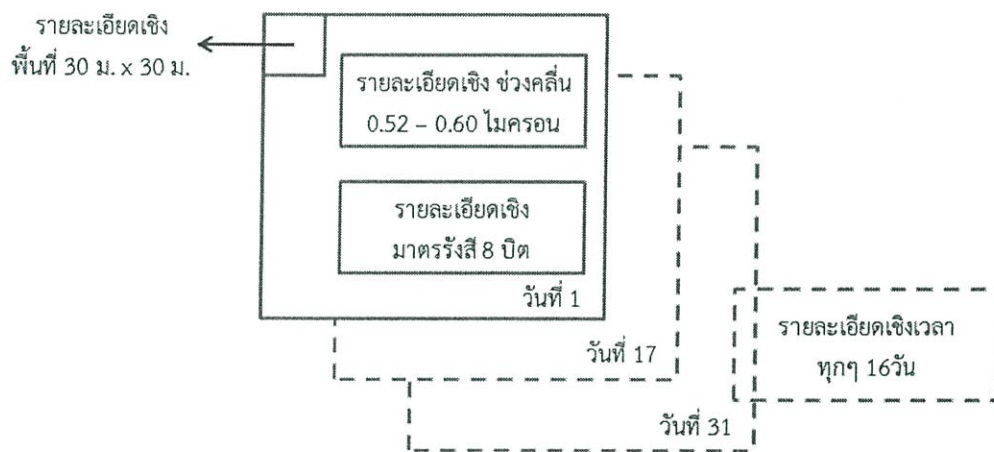 รายละเอียดเชิง
พื้นที่ 30 ม. x 30 ม.
รายละเอียดเชิง ช่วงคลื่น
0.52 – 0.60 ไมครอน
รายละเอียดเชิง
มาตรรังสี 8 บิต
วันที่ 1
วันที่ 17
รายละเอียดเชิงเวลา
ทุกๆ 16วัน
วันที่ 31